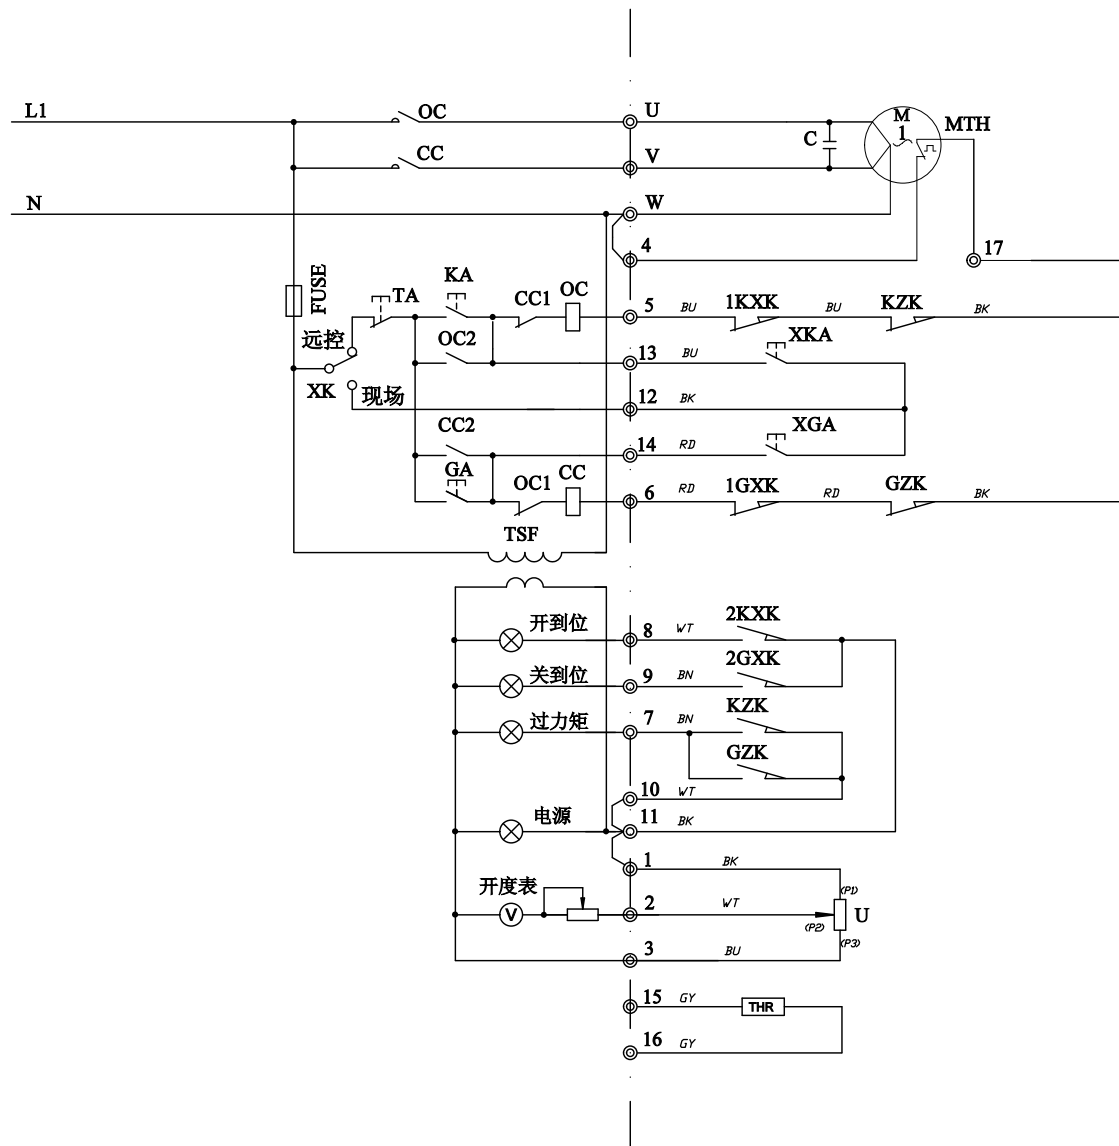 L1 OC U M
1 MTH
CC V C
N W
4 17
FUSE
TA KA CC1 OC 5 BU 1KXK BU KZK BK
远控 OC2 13 BU XKA
XK 现场 12 BK
CC2 14 RD XGA
GA OC1 CC 6 RD 1GXK RD GZK BK
TSF
开到位 8 WT 2KXK
关到位 9 BN 2GXK
过力矩 7 BN KZK
GZK
10 WT
电源 11 BK
1 BK (P1)
开度表 V 2 WT (P2) U
3 BU (P3)
15 GY THR
16 GY